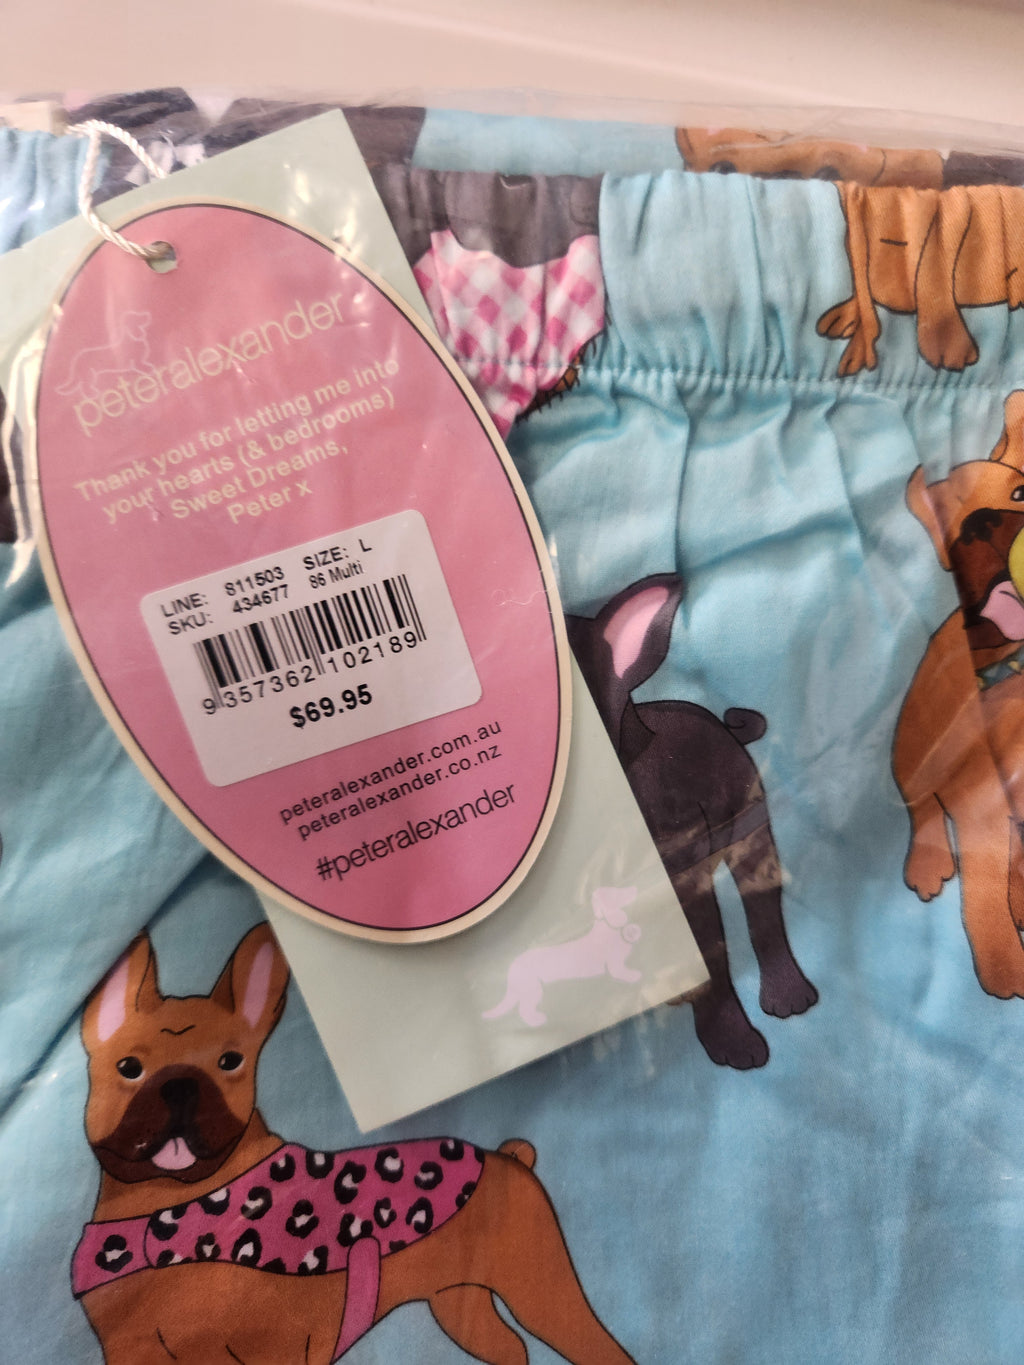 peteralexander
Thank you for letting me into
your hearts (& bedrooms)
Sweet Dreams,
Peter x
LINE: 811503 SIZE: L
SKU: 434677 86 Multi
9 357362 102189
$69.95
peteralexander.com.au
peteralexander.co.nz
#peteralexander